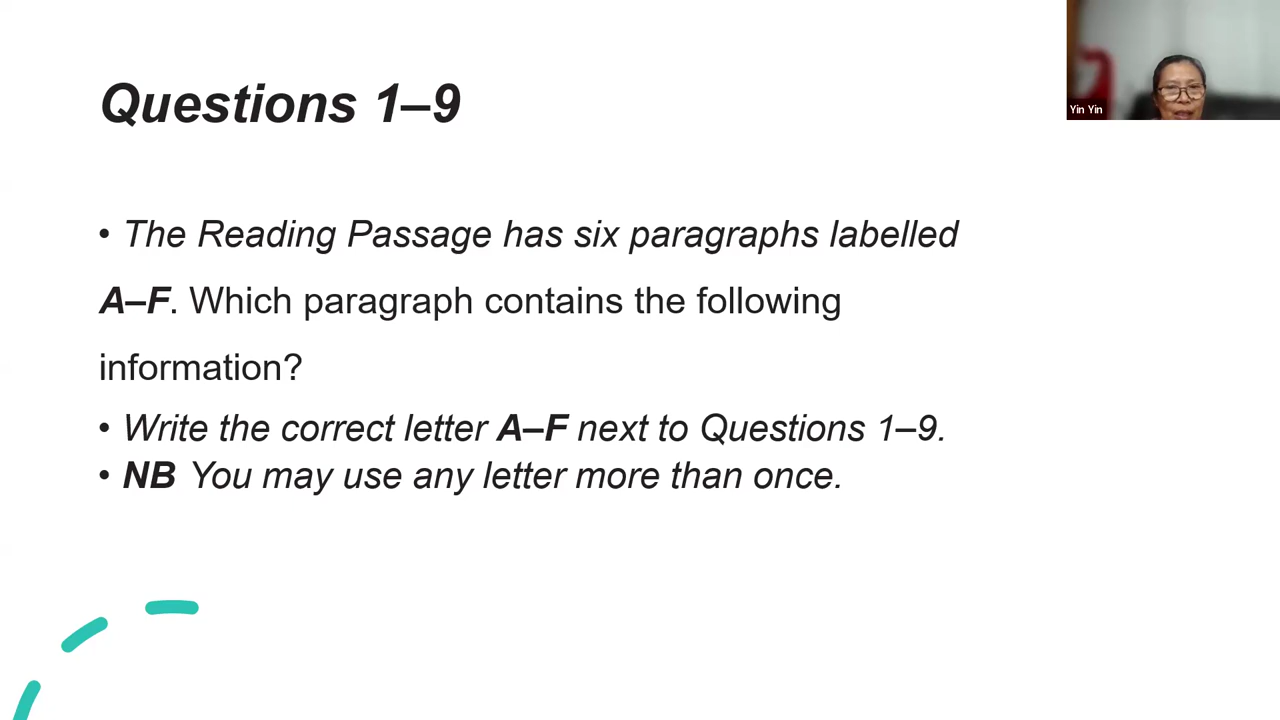 Questions 1–9
Yin Yin
• The Reading Passage has six paragraphs labelled
A–F. Which paragraph contains the following
information?
• Write the correct letter A–F next to Questions 1–9.
• NB You may use any letter more than once.